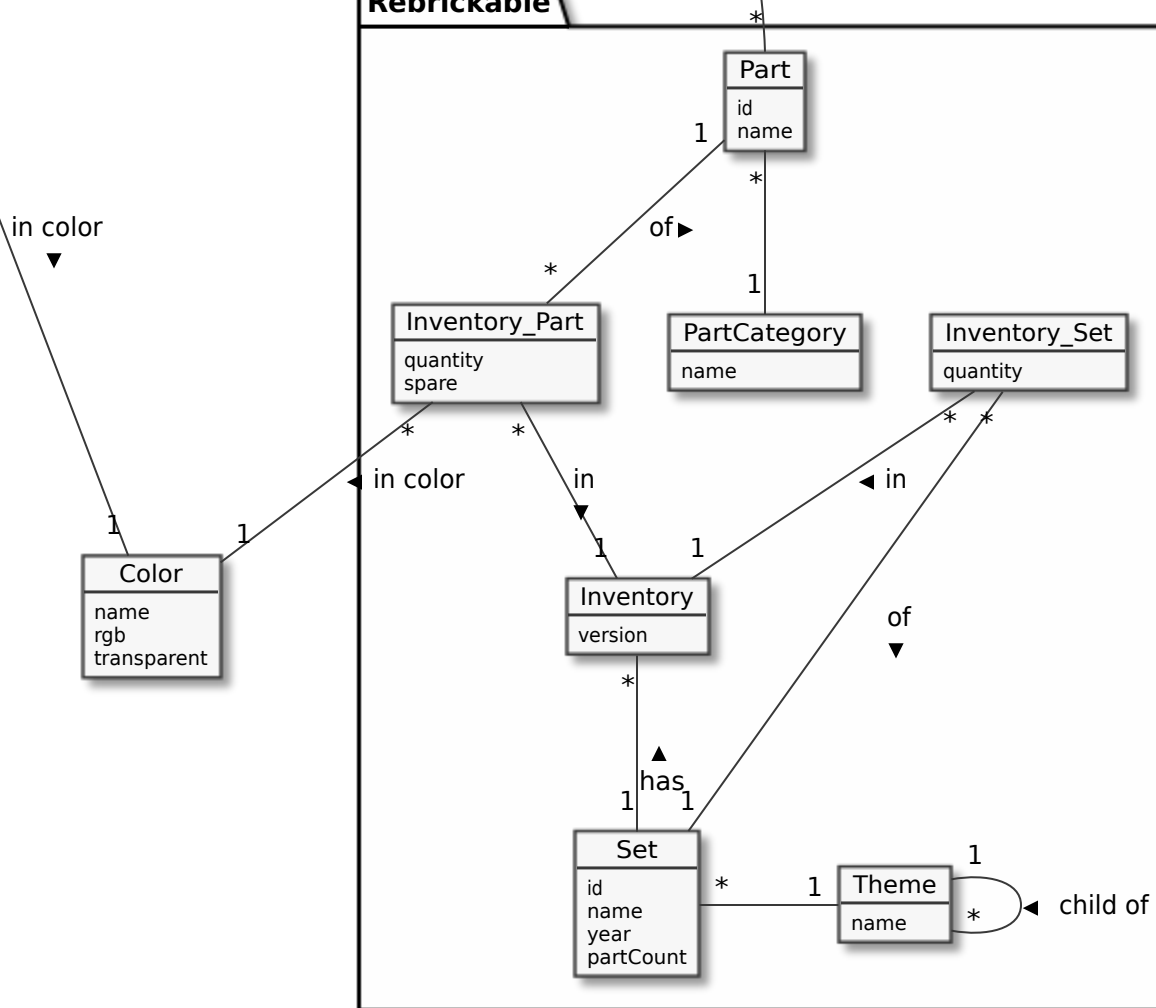 Rebrickable
*
Part
id
name
1
*
in color
▼
of ▶
*
1
Inventory_Part
quantity
spare
PartCategory
name
Inventory_Set
quantity
*
*
*
*
◀ in color
in
▼
◀ in
1
1
1
1
Color
name
rgb
transparent
Inventory
version
of
▼
*
▲
has
1
1
Set
id
name
year
partCount
*
1
Theme
name
1
*
◀ child of